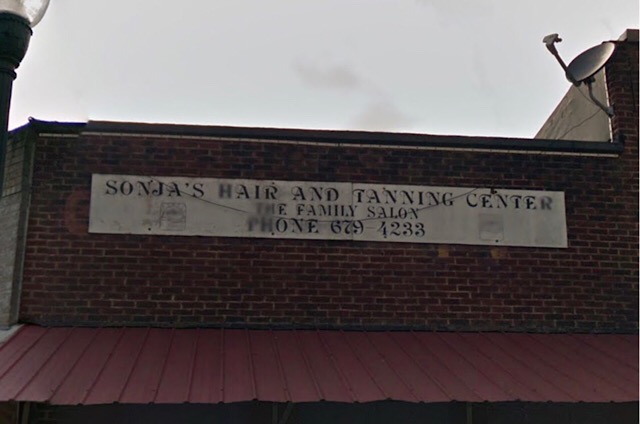 SONJA'S HAIR AND TANNING CENTER
THE FAMILY SALON
PHONE 679-4233